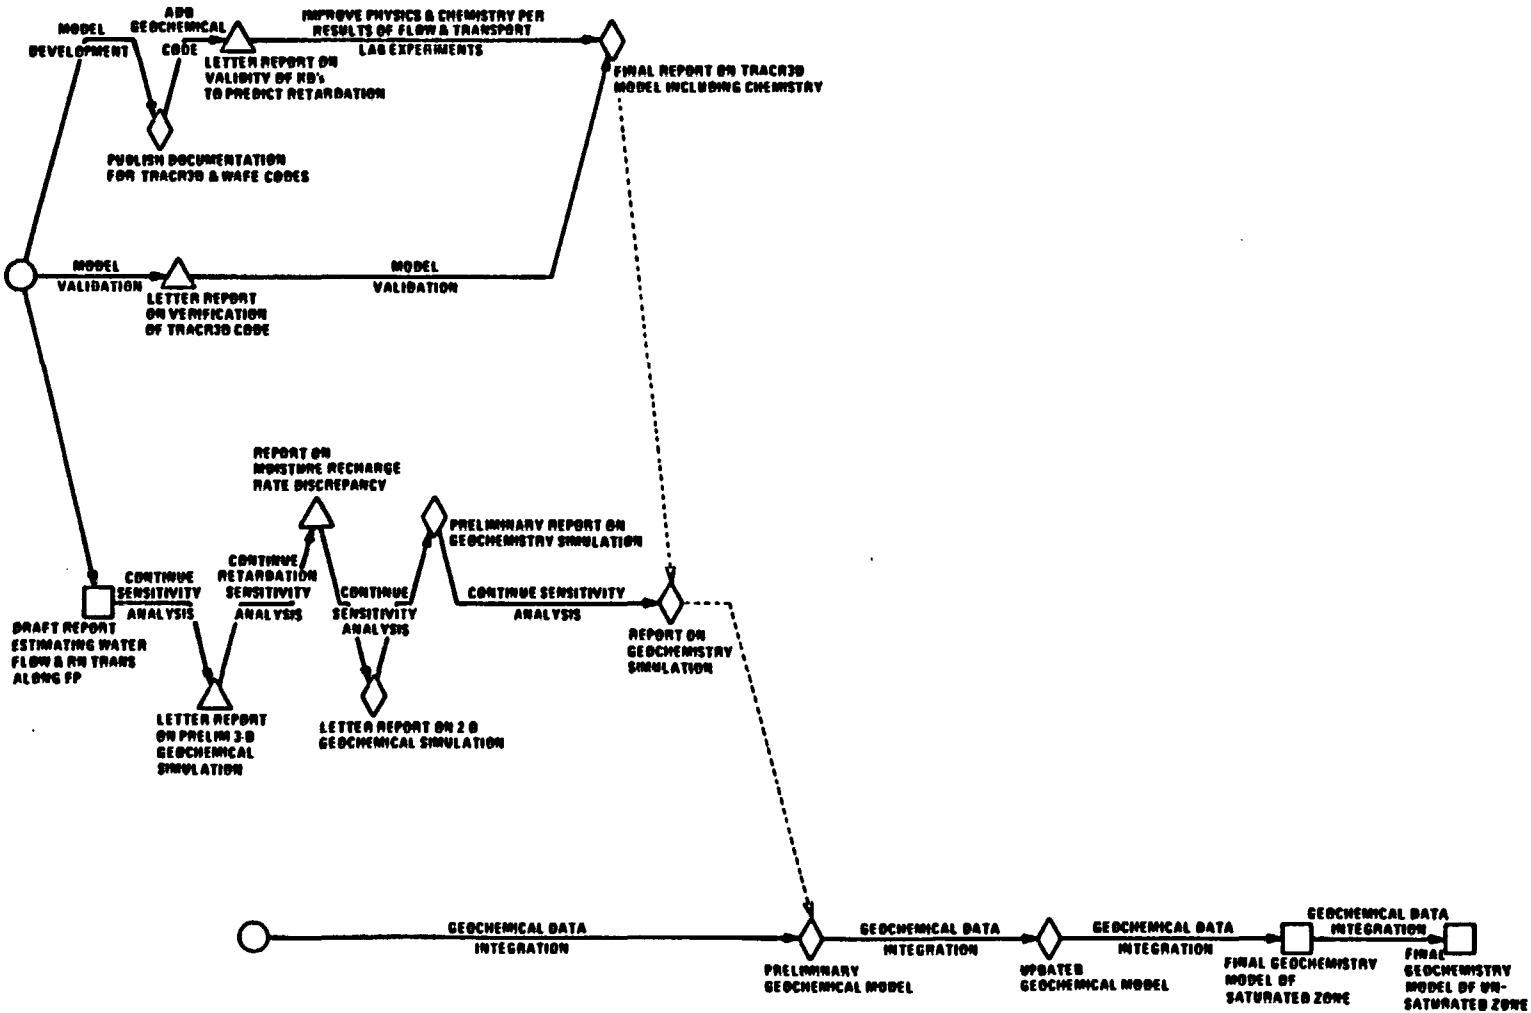 MODEL
DEVELOPMENT
ADD
GEOCHEMICAL
CODE
IMPROVE PHYSICS & CHEMISTRY PER
RESULTS OF FLOW & TRANSPORT
LAB EXPERIMENTS
LETTER REPORT ON
VALIDITY OF KD's
TO PREDICT RETARDATION
FINAL REPORT ON TRACR3D
MODEL INCLUDING CHEMISTRY
PUBLISH DOCUMENTATION
FOR TRACR3D & WAFE CODES
MODEL
VALIDATION
LETTER REPORT
ON VERIFICATION
OF TRACR3D CODE
MODEL
VALIDATION
REPORT ON
MOISTURE RECHARGE
RATE DISCREPANCY
PRELIMINARY REPORT ON
GEOCHEMISTRY SIMULATION
CONTINUE
SENSITIVITY
ANALYSIS
CONTINUE
RETARDATION
SENSITIVITY
ANALYSIS
CONTINUE
SENSITIVITY
ANALYSIS
CONTINUE SENSITIVITY
ANALYSIS
DRAFT REPORT
ESTIMATING WATER
FLOW & RN TRANS
ALONG FP
REPORT ON
GEOCHEMISTRY
SIMULATION
LETTER REPORT
ON PRELIM 3-D
GEOCHEMICAL
SIMULATION
LETTER REPORT ON 2 D
GEOCHEMICAL SIMULATION
GEOCHEMICAL DATA
INTEGRATION
PRELIMINARY
GEOCHEMICAL MODEL
GEOCHEMICAL DATA
INTEGRATION
UPDATED
GEOCHEMICAL MODEL
GEOCHEMICAL DATA
INTEGRATION
FINAL GEOCHEMISTRY
MODEL OF
SATURATED ZONE
GEOCHEMICAL DATA
INTEGRATION
FINAL
GEOCHEMISTRY
MODEL OF UN-
SATURATED ZONE